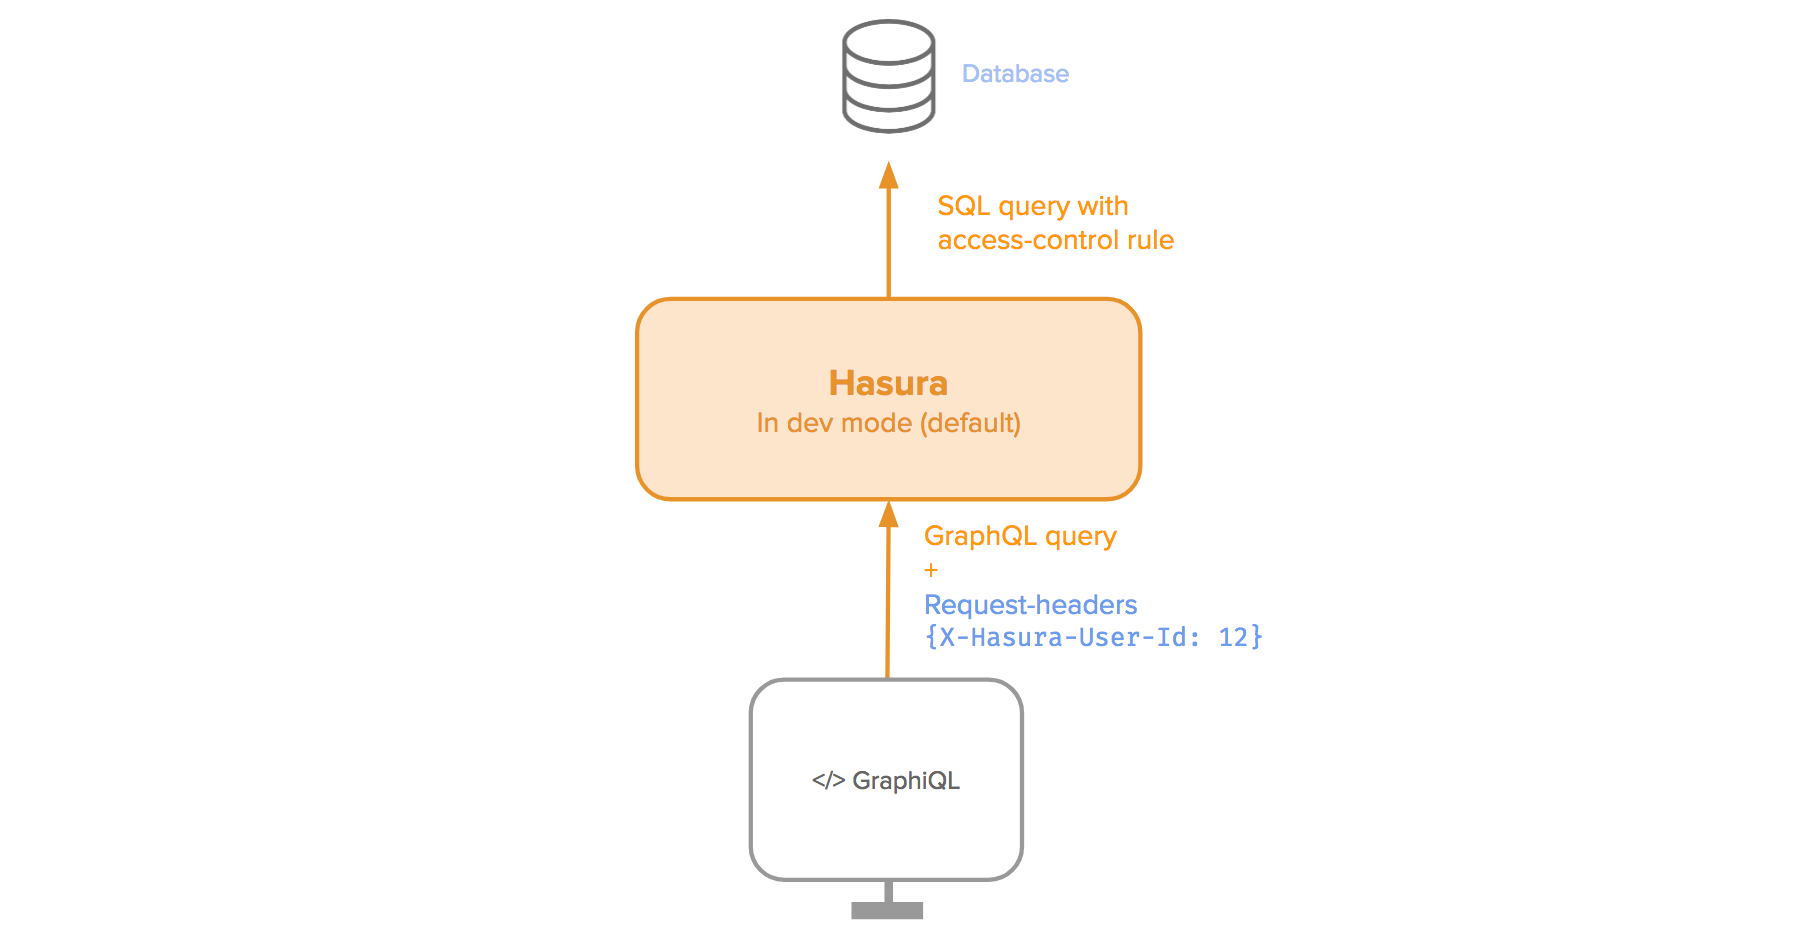 Database
SQL query with
access-control rule
Hasura
In dev mode (default)
GraphQL query
+
Request-headers
{X-Hasura-User-Id: 12}
</> GraphiQL